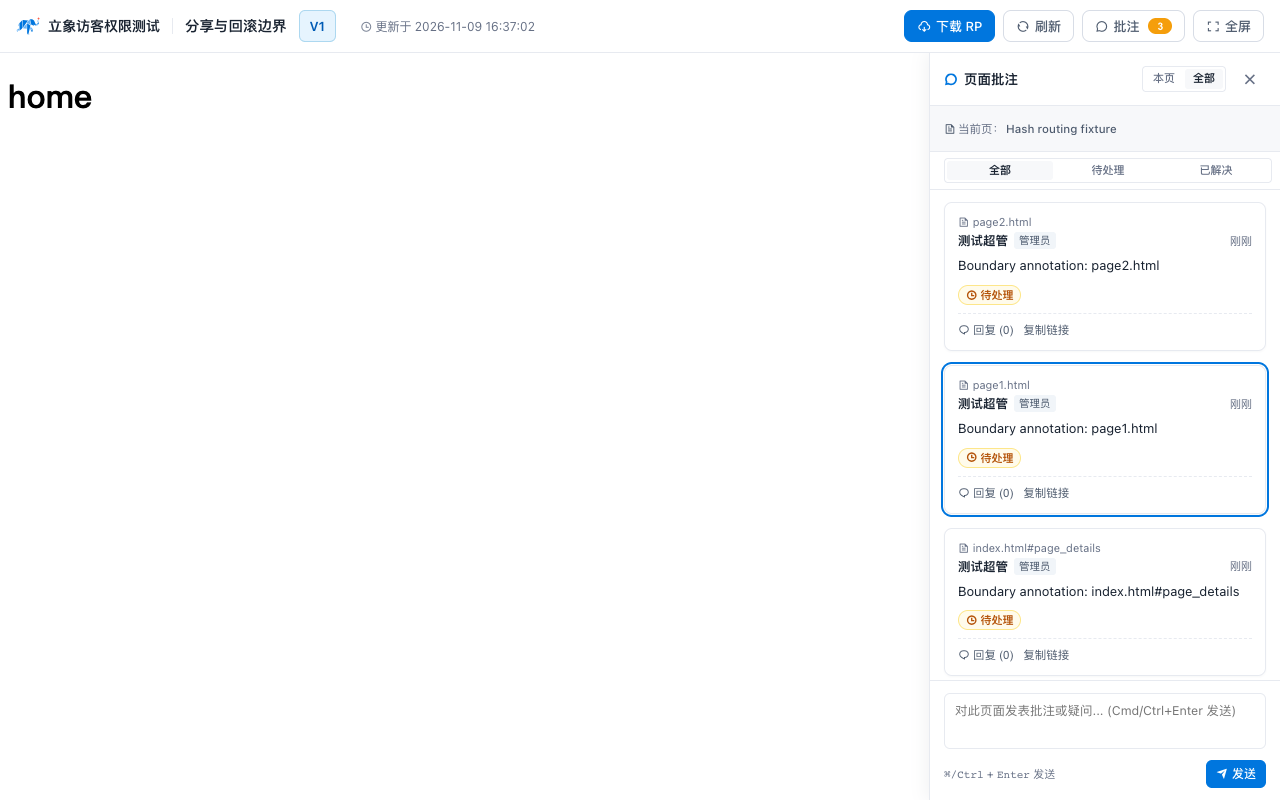 立象访客权限测试 分享与回滚边界 V1 更新于 2026-11-09 16:37:02 下载 RP 刷新 批注 3 全屏
home
页面批注 本页 全部
当前页： Hash routing fixture
全部 待处理 已解决
page2.html
测试超管 管理员 刚刚
Boundary annotation: page2.html
待处理
回复 (0) 复制链接
page1.html
测试超管 管理员 刚刚
Boundary annotation: page1.html
待处理
回复 (0) 复制链接
index.html#page_details
测试超管 管理员 刚刚
Boundary annotation: index.html#page_details
待处理
回复 (0) 复制链接
对此页面发表批注或疑问... (Cmd/Ctrl+Enter 发送)
⌘/Ctrl + Enter 发送 发送